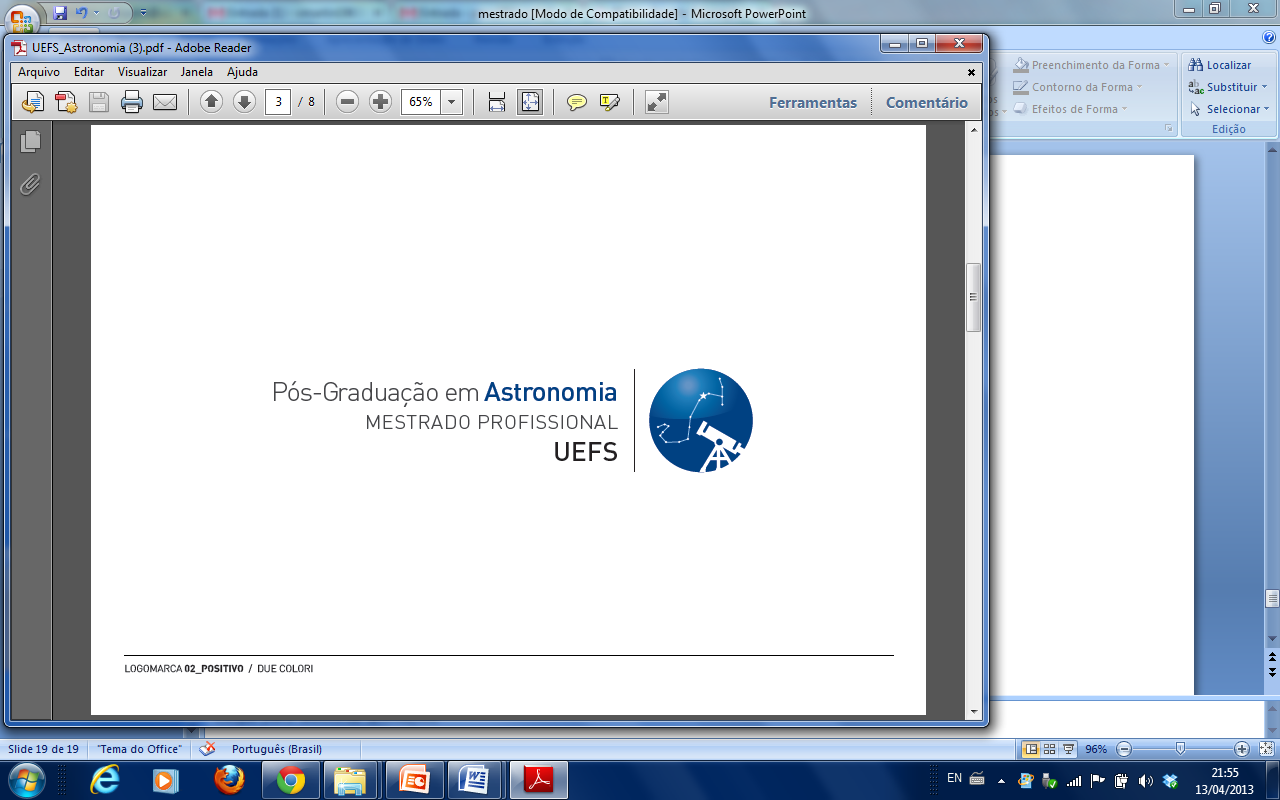 mestrado [Modo de Compatibilidade] - Microsoft PowerPoint
UEFS_Astronomia (3).pdf - Adobe Reader
Arquivo Editar Visualizar Janela Ajuda
3 / 8 65% Ferramentas Comentário
Preenchimento da Forma
Contorno da Forma
Efeitos de Forma
Localizar
Substituir
Selecionar
Edição
Pós-Graduação em Astronomia
MESTRADO PROFISSIONAL
UEFS
LOGOMARCA 02_POSITIVO / DUE COLORI
Slide 19 de 19 "Tema do Office" Português (Brasil) 96%
EN 21:55
13/04/2013